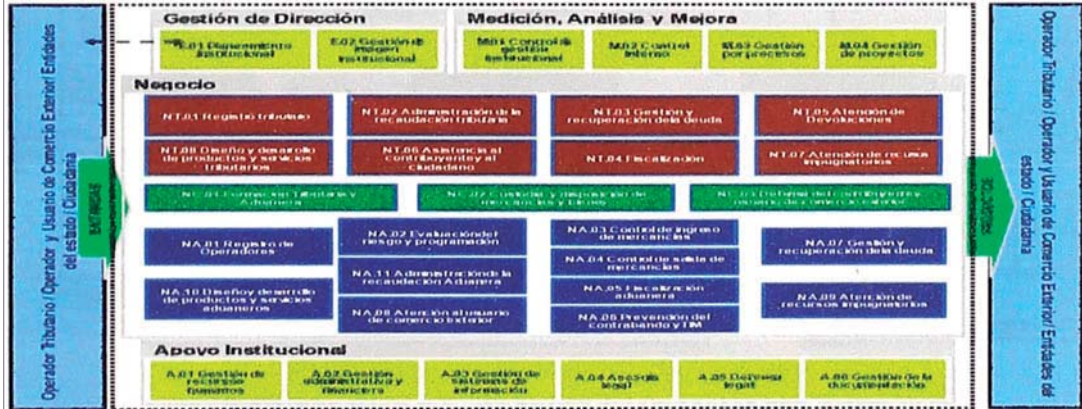 Gestión de Dirección
Medición, Análisis y Mejora
E.01 Planeamiento
Institucional
E.02 Gestión de
imagen
institucional
M.01 Control de
gestión
institucional
M.02 Control
Interno
M.03 Gestión
por procesos
M.04 Gestión
de proyectos
Negocio
NT.01 Registro tributario
NT.02 Administración de la
recaudación tributaria
NT.03 Gestión y
recuperación de la deuda
NT.05 Atención de
Devoluciones
NT.08 Diseño y desarrollo
de productos y servicios
tributarios
NT.06 Asistencia al
contribuyente y al
ciudadano
NT.04 Fiscalización
NT.07 Atención de recusos
impugnatorios
Tributaria y
Aduanera
disposición de
mercancías y bienes
NA.01 Registro de
Operadores
NA.02 Evaluación del
riesgo y programación
NA.03 Control de ingreso
de mercancías
NA.07 Gestión y
recuperación de la deuda
NA.04 Control de salida de
mercancías
NA.11 Administración de la
recaudación Aduanera
NA.10 Diseño y desarrollo
de productos y servicios
aduaneros
NA.05 Fiscalización
aduanera
NA.09 Atención de
recursos impugnatorios
NA.08 Atención al usuario
de comercio Exterior
NA.06 Prevención del
contrabando y TIM
Apoyo Institucional
A.01 Gestión de
recursos
humanos
A.02 Gestión
administrativa y
financiera
A.03 Gestión de
sistemas de
información
A.04 Asesoría
legal
A.05 Defensa
legal
A.06 Gestión de la
documentación
Operador Tributario / Operador y Usuario de Comercio Exterior/ Entidades
del estado / Ciudadanía
Operador Tributario / Operador y Usuario de Comercio Exterior/ Entidades del
estado/ Ciudadanía